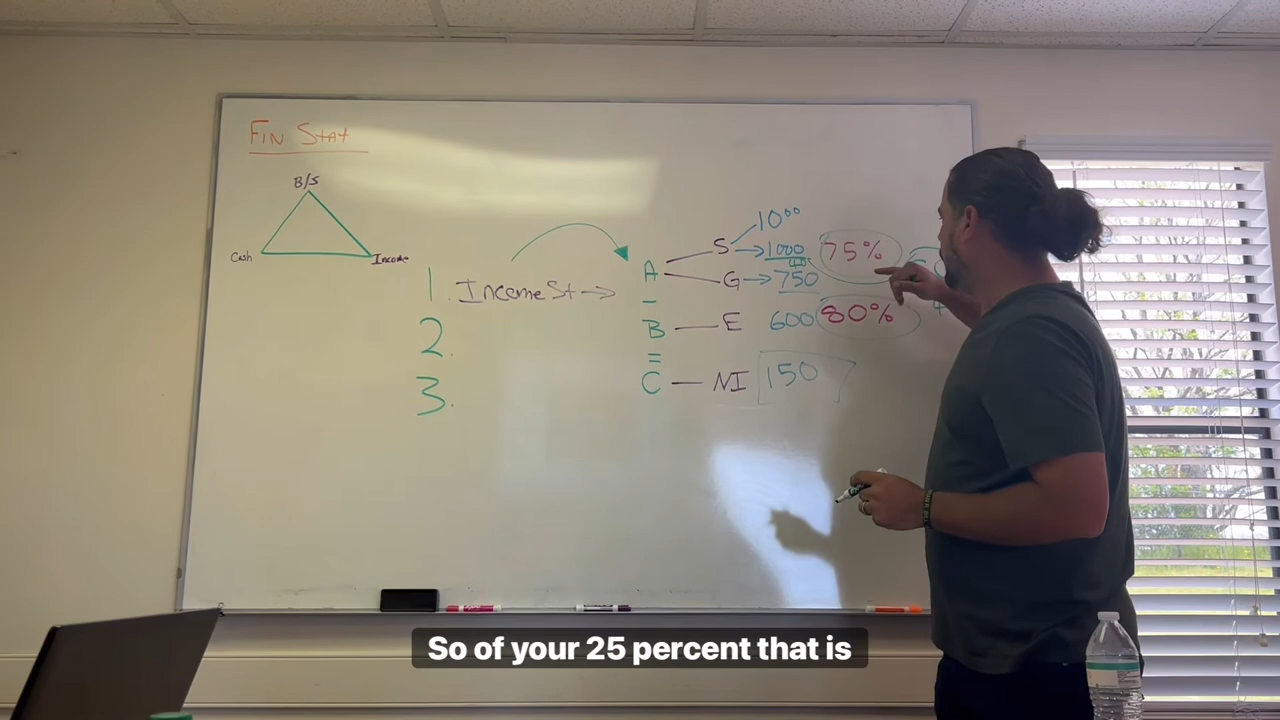 FIN STAT
B/S
Cash
Income
1. Income St →
2.
3.
A
S
10⁰⁰
→ 1000
75%
G → 750
-
B — E 600 80%
=
C — NI 150
So of your 25 percent that is